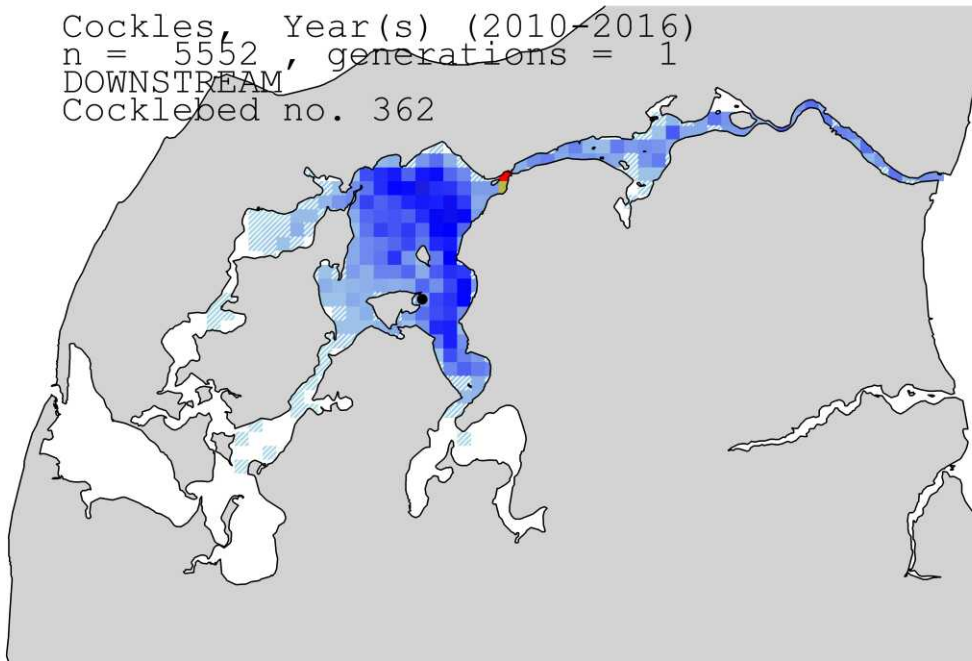 Cockles, Year(s) (2010-2016)
n = 5552 , generations = 1
DOWNSTREAM
Cocklebed no. 362